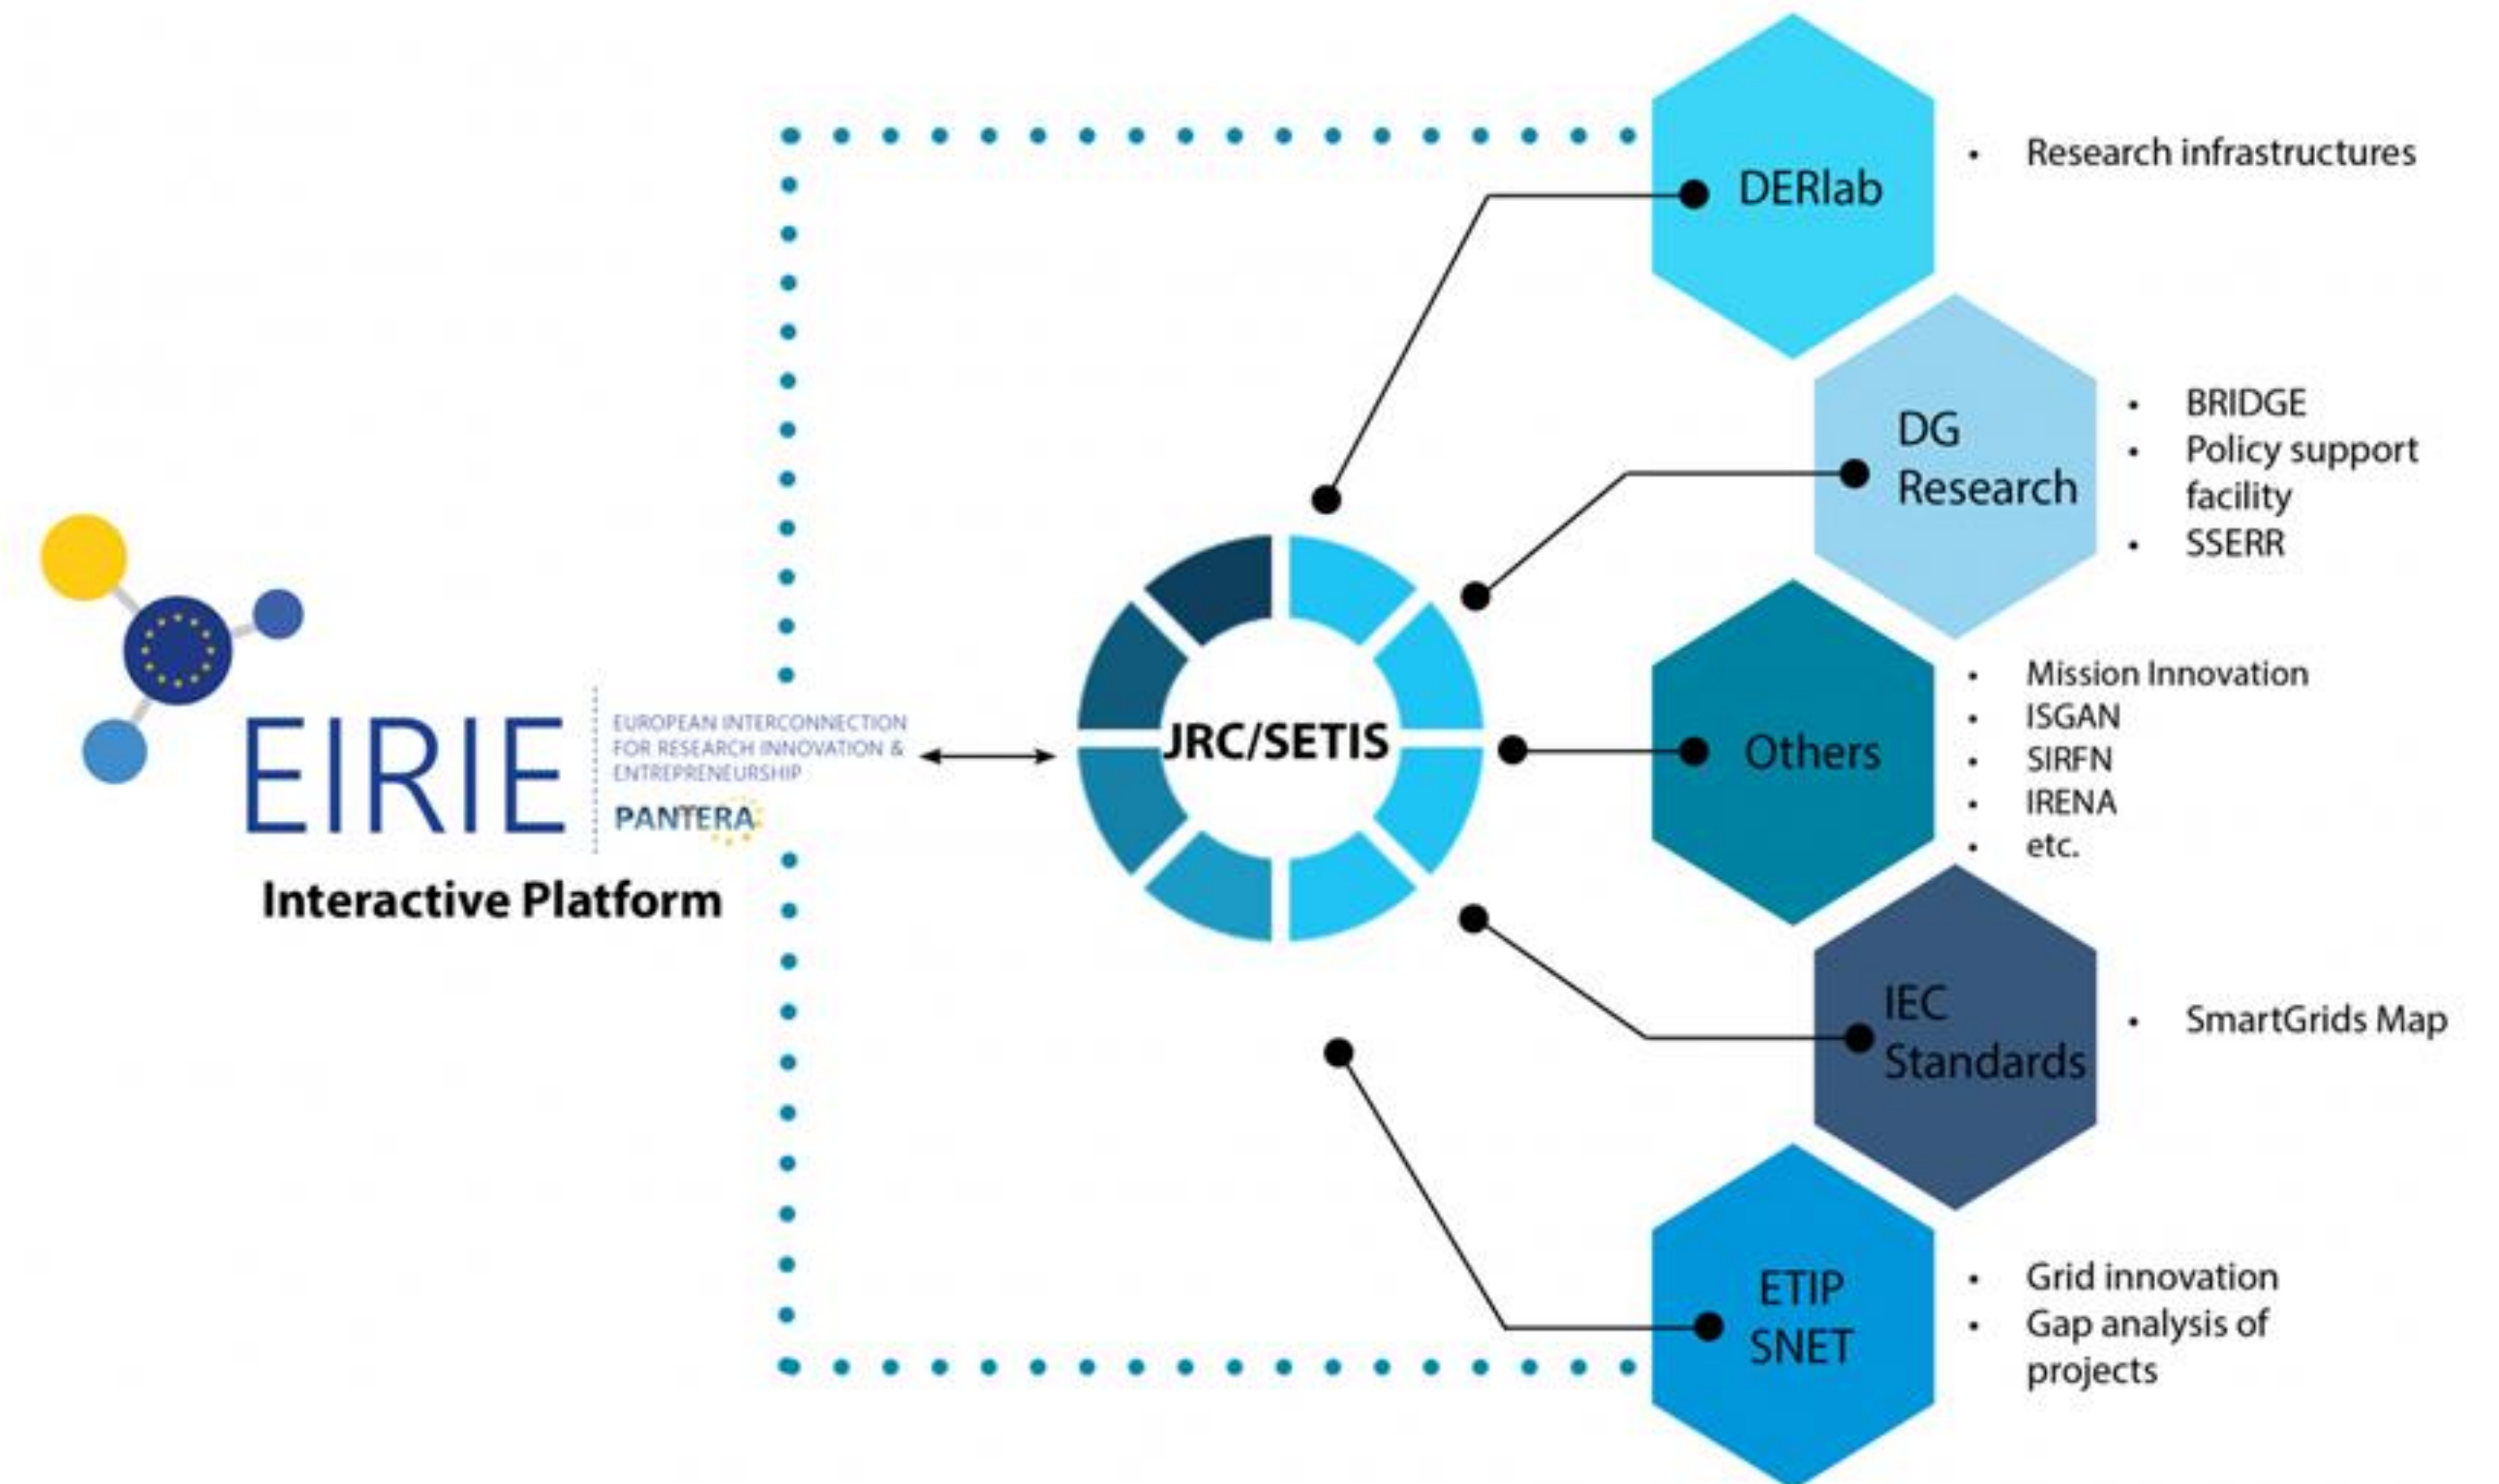 EIRIE
EUROPEAN INTERCONNECTION
FOR RESEARCH INNOVATION &
ENTREPRENEURSHIP
PANTERA
Interactive Platform
JRC/SETIS
DERlab
• Research infrastructures
DG
Research
• BRIDGE
• Policy support
facility
• SSERR
Others
• Mission Innovation
• ISGAN
• SIRFN
• IRENA
• etc.
IEC
Standards
• SmartGrids Map
ETIP
SNET
• Grid innovation
• Gap analysis of
projects